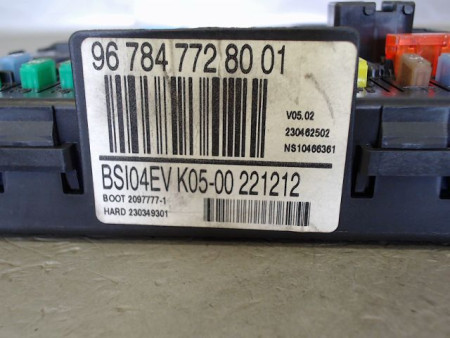 96 784 772 80 01
V05.02
230462502
NS10466361
BSI04EV K05-00 221212
BOOT 2097777-1
HARD 230349301